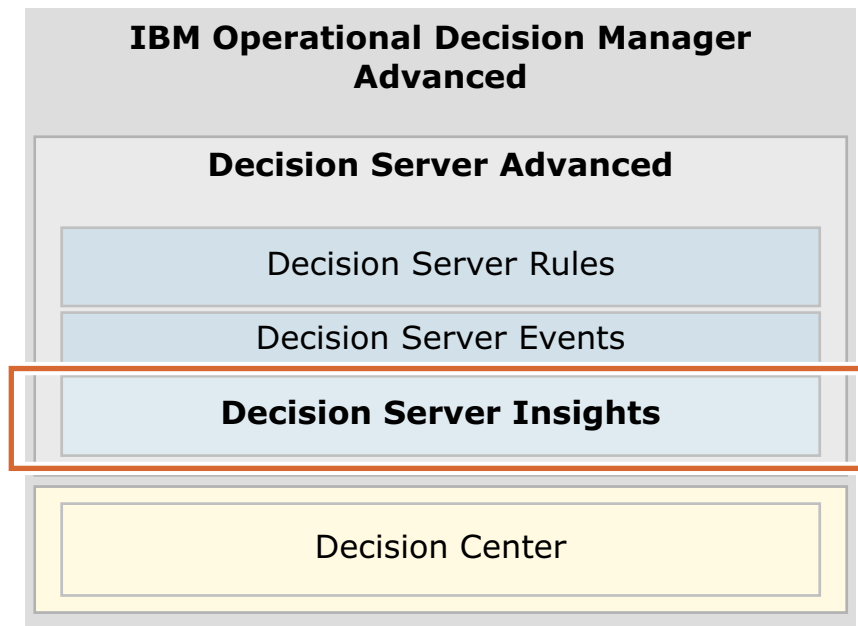 IBM Operational Decision Manager
Advanced
Decision Server Advanced
Decision Server Rules
Decision Server Events
Decision Server Insights
Decision Center